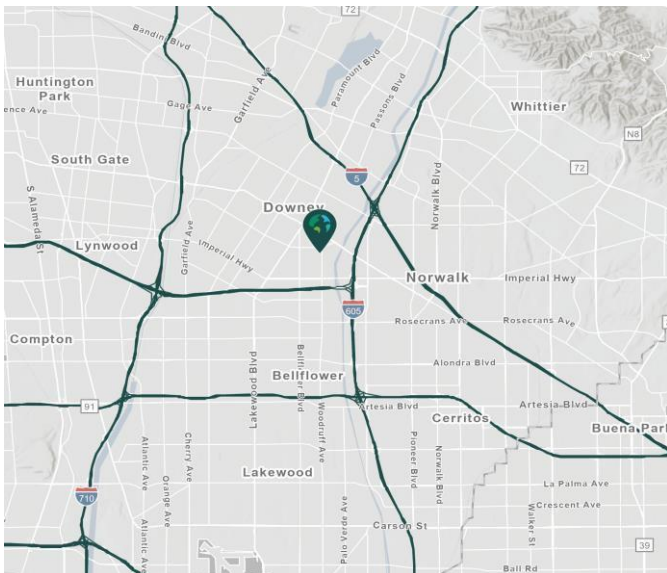 72
Bandini Blvd
Garfield Ave
Paramount Blvd
Passons Blvd
Huntington
Park
ence Ave
Gage Ave
Whittier
N8
South Gate
5
72
S Alameda St
Norwalk Blvd
Downey
Garfield Ave
Lynwood
Imperial Hwy
Norwalk
Imperial Hwy
605
Rosecrans Ave
Rosecrans Ave
Compton
Lakewood Blvd
Bellflower Blvd
Alondra Blvd
Bellflower
91
Woodruff Ave
Artesia Blvd
Artesia Blvd
Cerritos
Buena Park
Atlantic Ave
Cherry Ave
Pioneer Blvd
Norwalk Blvd
Lakewood
Orange Ave
La Palma Ave
710
Crescent Ave
Walker St
Atlantic Ave
Palo Verde Ave
Carson St
39
Ball Rd